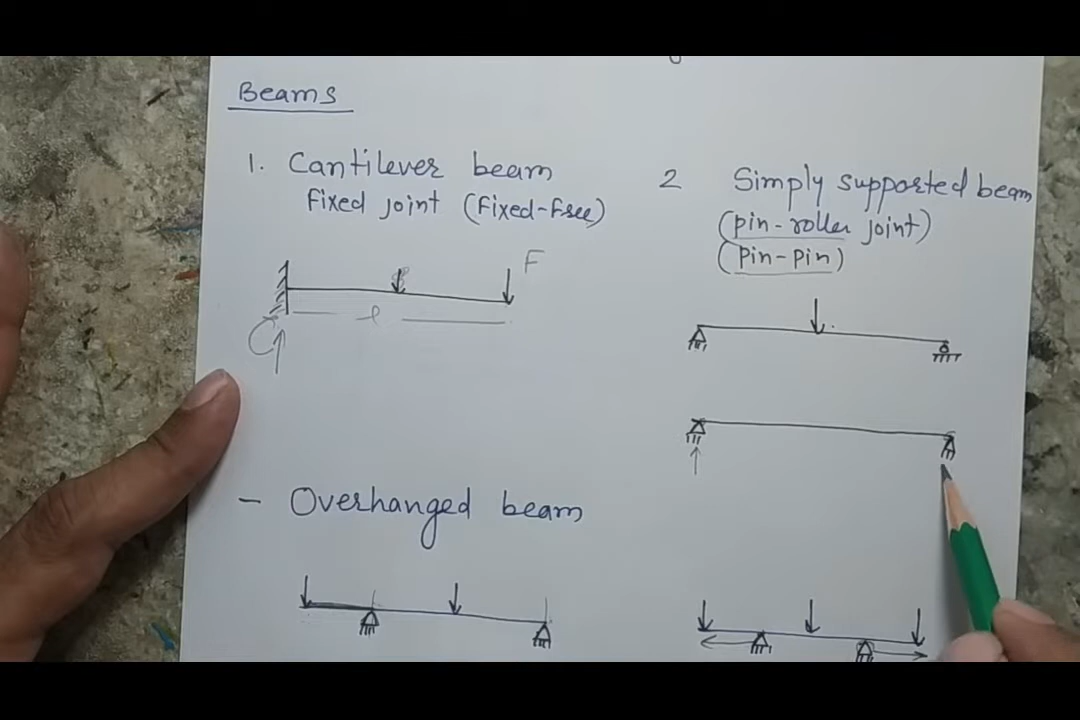 Beams
1. Cantilever beam
fixed joint (fixed-free)
F
l
2 Simply supported beam
(pin-roller joint)
(pin-pin)
- Overhanged beam